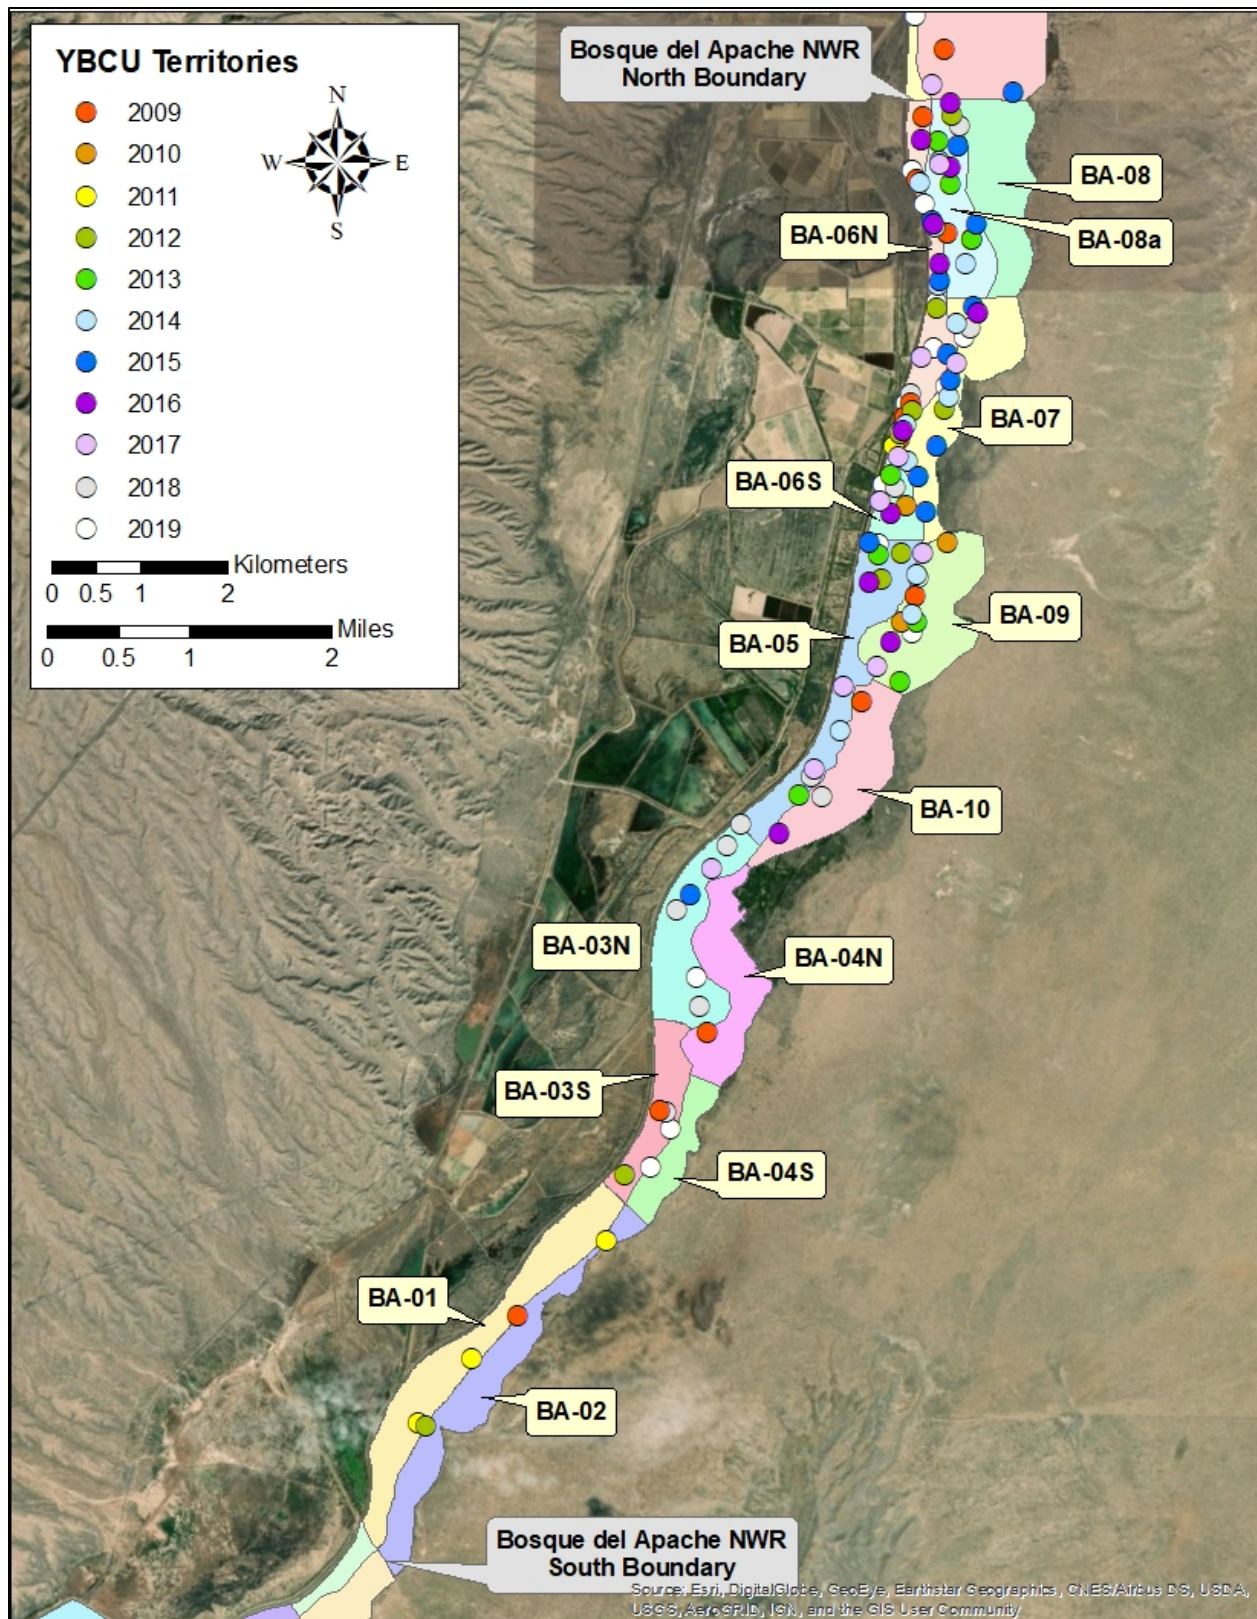 YBCU Territories
2009
2010
2011
2012
2013
2014
2015
2016
2017
2018
2019
N
W E
S
Kilometers
0 0.5 1 2
Miles
0 0.5 1 2
Bosque del Apache NWR
North Boundary
BA-08
BA-08a
BA-06N
BA-07
BA-06S
BA-09
BA-05
BA-10
BA-03N
BA-04N
BA-03S
BA-04S
BA-01
BA-02
Bosque del Apache NWR
South Boundary
Source: Esri, DigitalGlobe, GeoEye, Earthstar Geographics, CNES/Airbus DS, USDA,
USGS, AeroGRID, IGN, and the GIS User Community